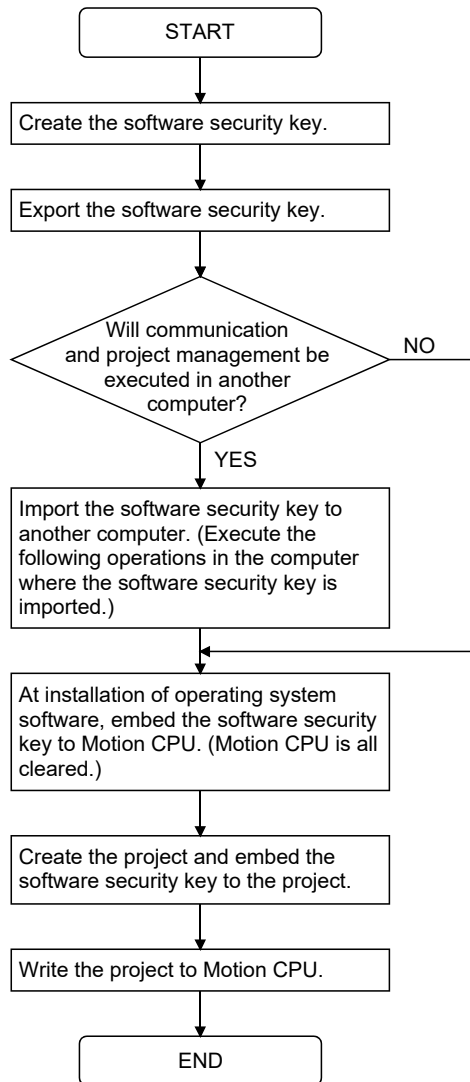 START
Create the software security key.
Export the software security key.
Will communication
and project management be
executed in another
computer?
NO
YES
Import the software security key to
another computer. (Execute the
following operations in the computer
where the software security key is
imported.)
At installation of operating system
software, embed the software security
key to Motion CPU. (Motion CPU is all
cleared.)
Create the project and embed the
software security key to the project.
Write the project to Motion CPU.
END